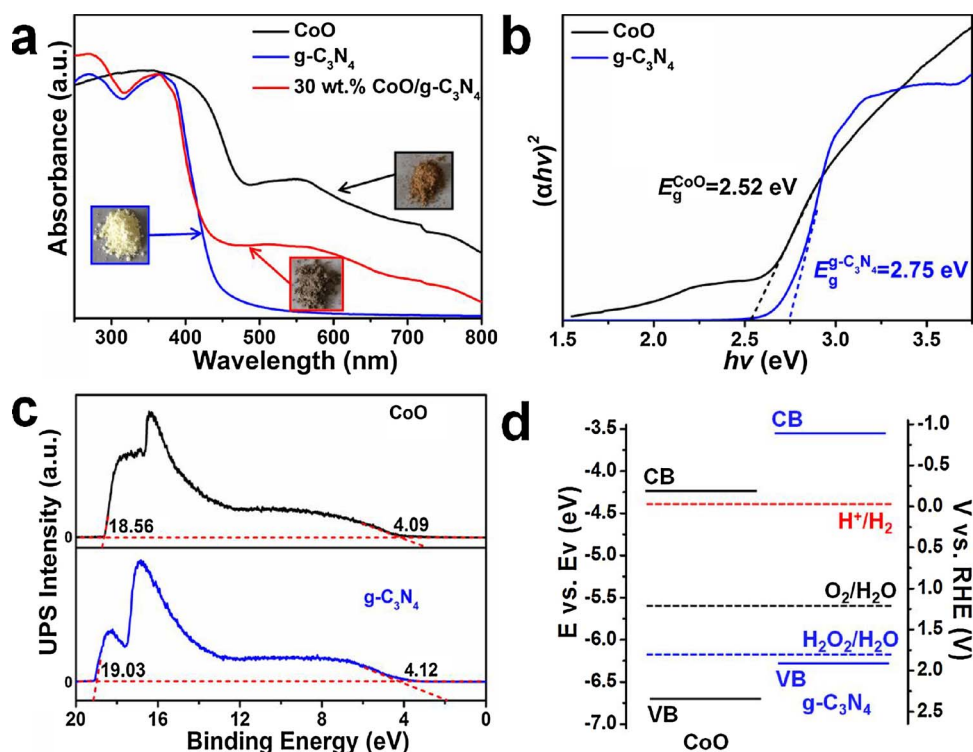 a
CoO
g-C₃N₄
30 wt.% CoO/g-C₃N₄
Absorbance (a.u.)
300 400 500 600 700 800
Wavelength (nm)
b
CoO
g-C₃N₄
(αhv)²
E_g^CoO=2.52 eV
E_g^g-C₃N₄=2.75 eV
1.5 2.0 2.5 3.0 3.5
hv (eV)
c
CoO
UPS Intensity (a.u.)
0
18.56 4.09
g-C₃N₄
0
19.03 4.12
20 16 12 8 4 0
Binding Energy (eV)
d
E vs. Ev (eV)
-3.5
-4.0
-4.5
-5.0
-5.5
-6.0
-6.5
-7.0
CB
CB
H⁺/H₂
O₂/H₂O
H₂O₂/H₂O
VB
VB
g-C₃N₄
CoO
-1.0
-0.5
0.0
0.5
1.0
1.5
2.0
2.5
V vs. RHE (V)